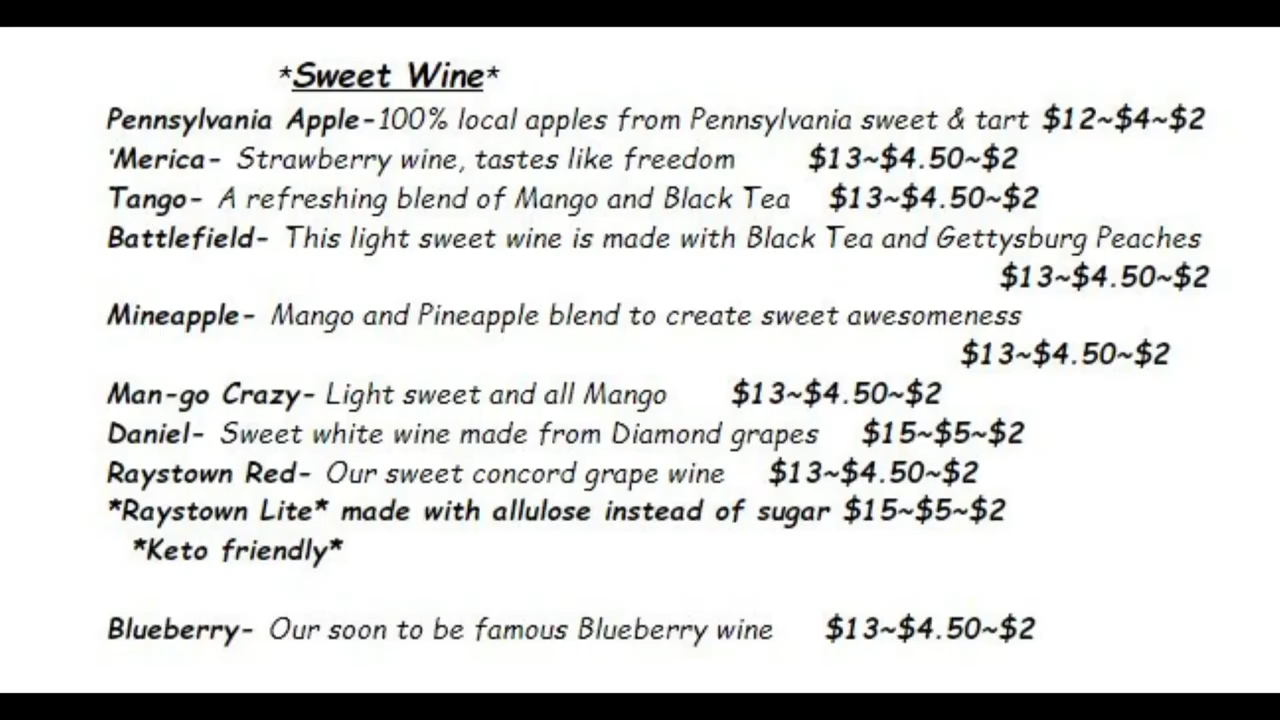 *Sweet Wine*
Pennsylvania Apple-100% local apples from Pennsylvania sweet & tart $12~$4~$2
'Merica- Strawberry wine, tastes like freedom $13~$4.50~$2
Tango- A refreshing blend of Mango and Black Tea $13~$4.50~$2
Battlefield- This light sweet wine is made with Black Tea and Gettysburg Peaches
$13~$4.50~$2
Mineapple- Mango and Pineapple blend to create sweet awesomeness
$13~$4.50~$2
Man-go Crazy- Light sweet and all Mango $13~$4.50~$2
Daniel- Sweet white wine made from Diamond grapes $15~$5~$2
Raystown Red- Our sweet concord grape wine $13~$4.50~$2
*Raystown Lite* made with allulose instead of sugar $15~$5~$2
*Keto friendly*
Blueberry- Our soon to be famous Blueberry wine $13~$4.50~$2